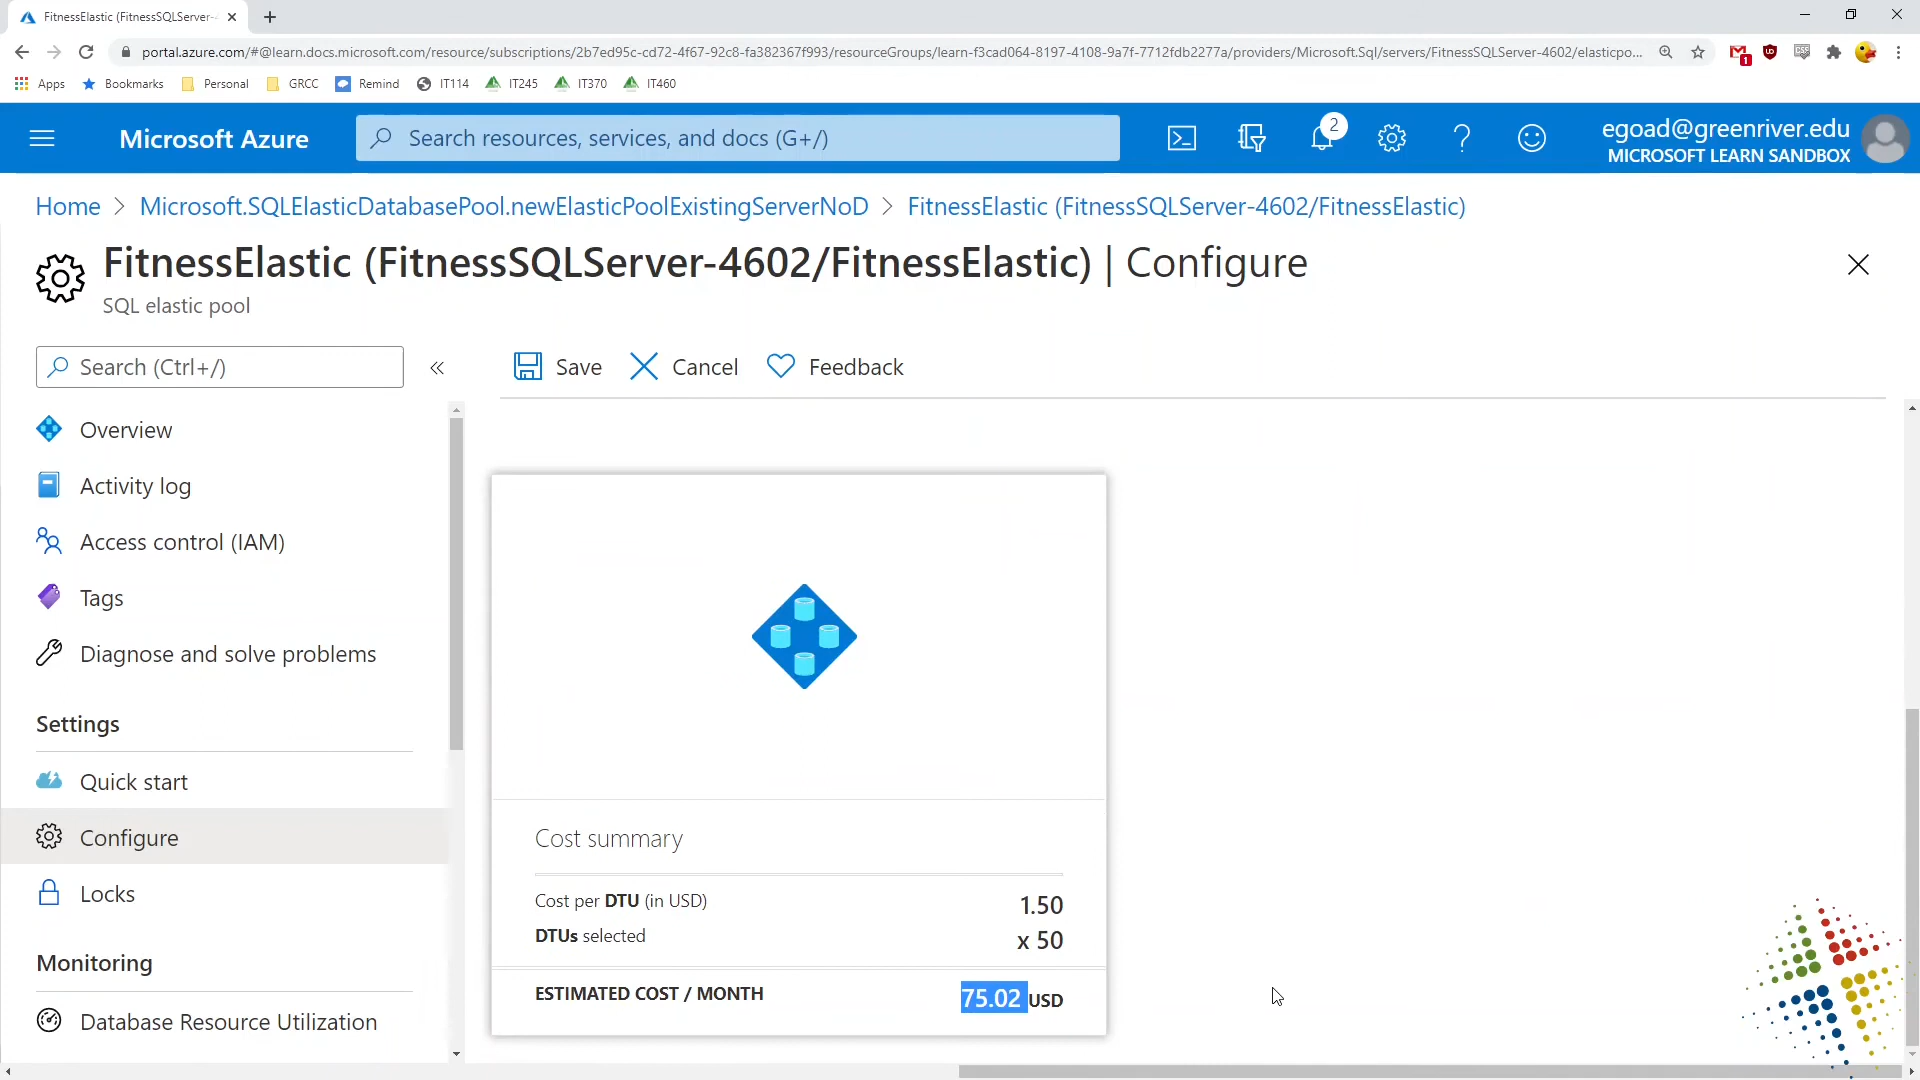 FitnessElastic (FitnessSQLServer-
portal.azure.com/#@learn.docs.microsoft.com/resource/subscriptions/2b7ed95c-cd72-4f67-92c8-fa382367f993/resourceGroups/learn-f3cad064-8197-4108-9a7f-7712fdb2277a/providers/Microsoft.Sql/servers/FitnessSQLServer-4602/elasticpo...
1
Apps Bookmarks Personal GRCC Remind IT114 IT245 IT370 IT460
Microsoft Azure
Search resources, services, and docs (G+/)
2
egoad@greenriver.edu
MICROSOFT LEARN SANDBOX
Home > Microsoft.SQLElasticDatabasePool.newElasticPoolExistingServerNoD > FitnessElastic (FitnessSQLServer-4602/FitnessElastic)
FitnessElastic (FitnessSQLServer-4602/FitnessElastic) | Configure
SQL elastic pool
Search (Ctrl+/)
«
Save Cancel Feedback
Overview
Activity log
Access control (IAM)
Tags
Diagnose and solve problems
Settings
Quick start
Configure
Locks
Monitoring
Database Resource Utilization
Cost summary
Cost per DTU (in USD) 1.50
DTUs selected x 50
ESTIMATED COST / MONTH 75.02 USD